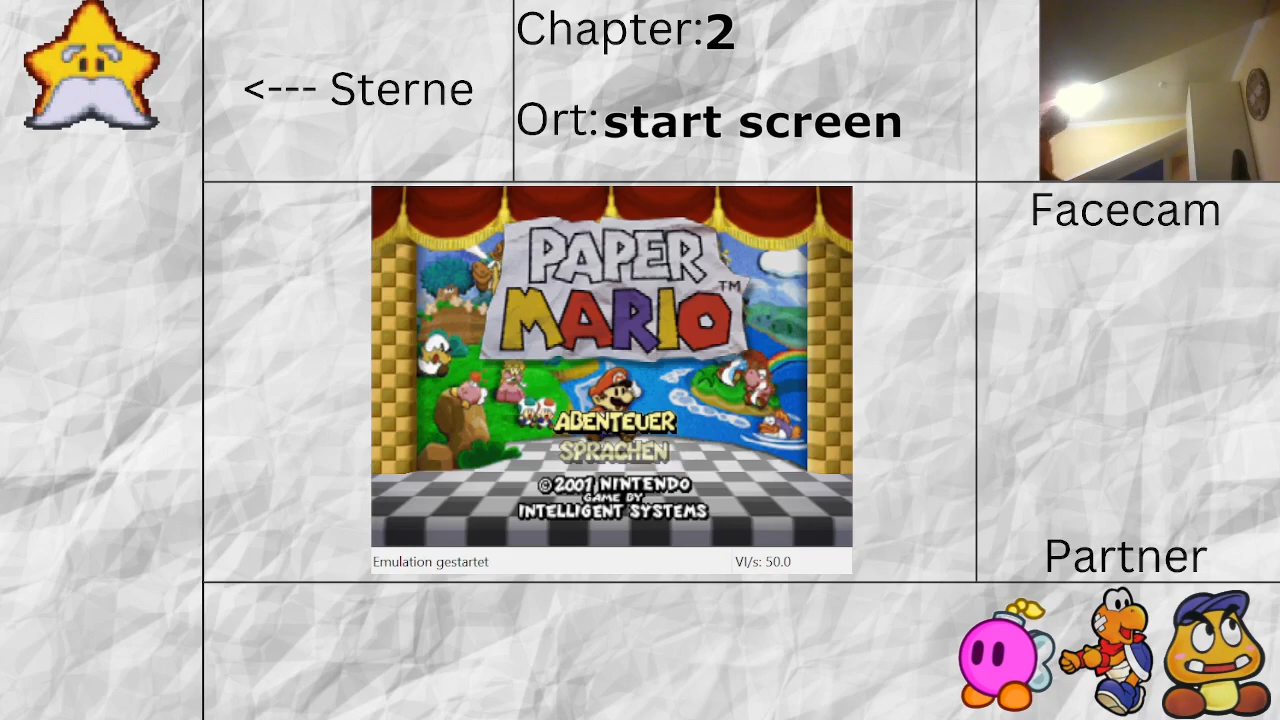 Chapter:2
<--- Sterne
Ort:start screen
Facecam
PAPER
MARIO™
ABENTEUER
SPRACHEN
© 2001 NINTENDO
GAME BY
INTELLIGENT SYSTEMS
Emulation gestartet VI/s: 50.0
Partner